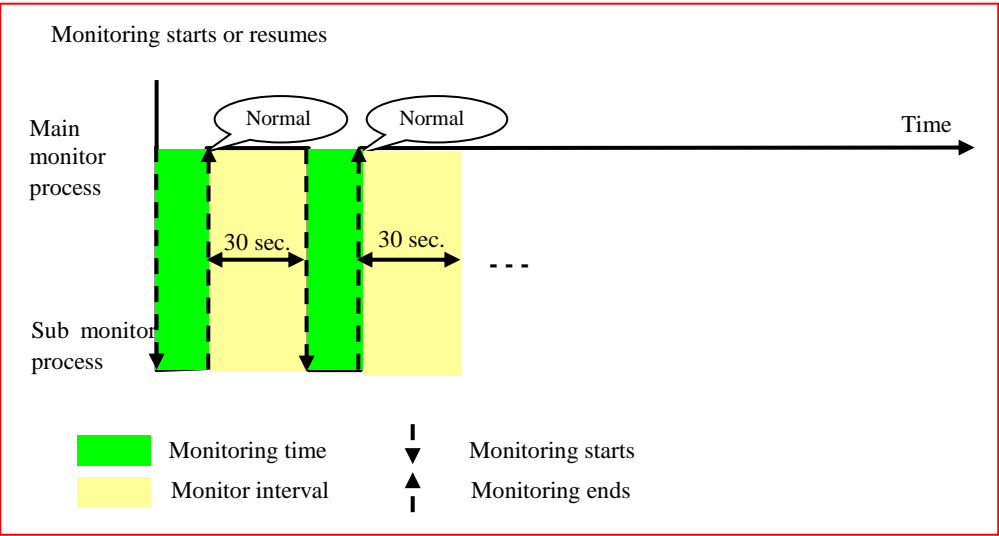 Monitoring starts or resumes
Normal
Normal
Time
Main
monitor
process
30 sec.
30 sec.
- - -
Sub monitor
process
Monitoring time
Monitoring starts
Monitor interval
Monitoring ends